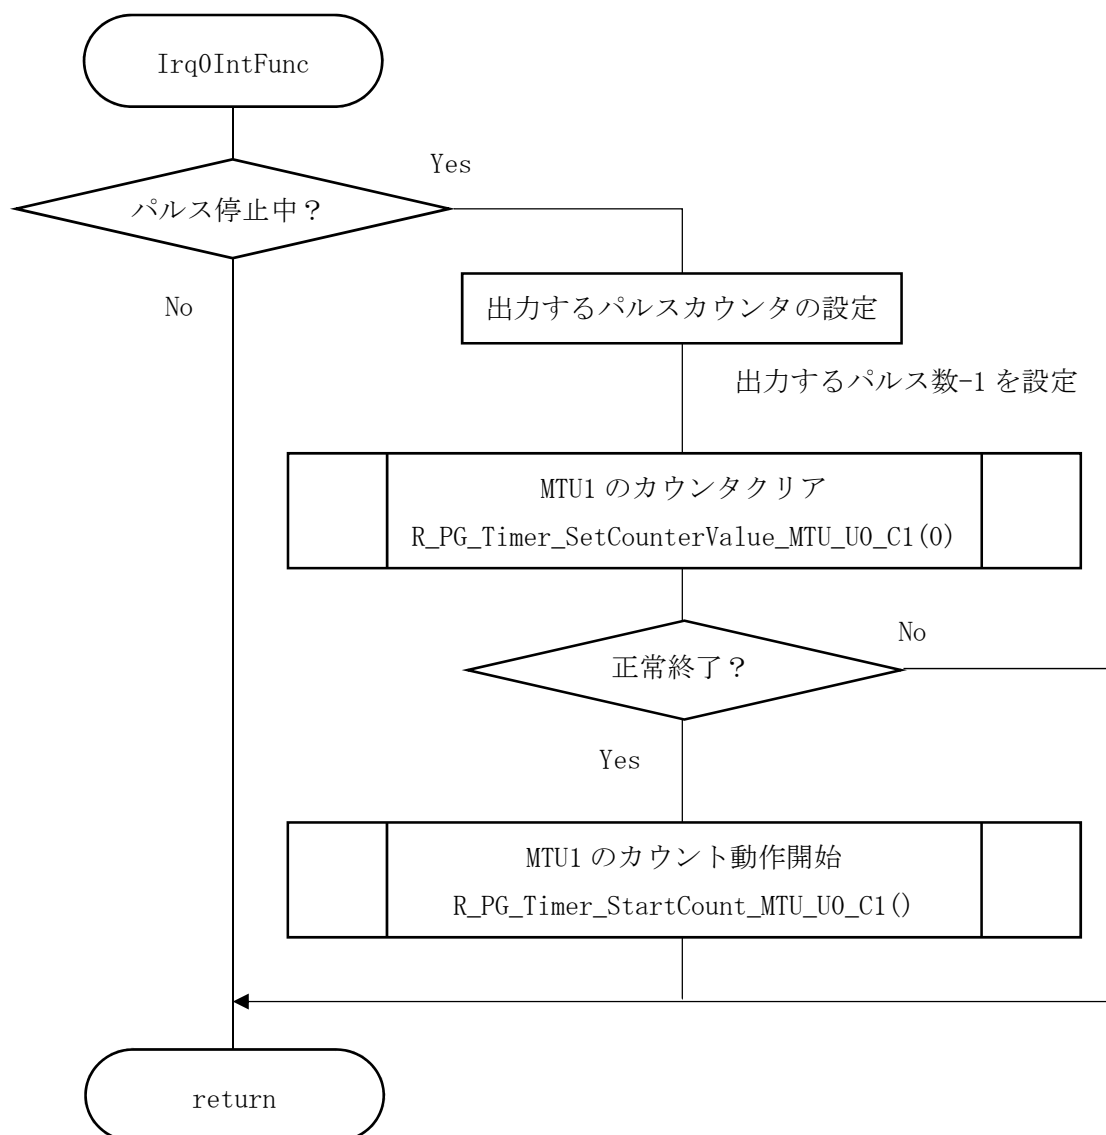 Irq0IntFunc
Yes
パルス停止中？
No
出力するパルスカウンタの設定
出力するパルス数-1 を設定
MTU1 のカウンタクリア
R_PG_Timer_SetCounterValue_MTU_U0_C1(0)
No
正常終了？
Yes
MTU1 のカウント動作開始
R_PG_Timer_StartCount_MTU_U0_C1()
return